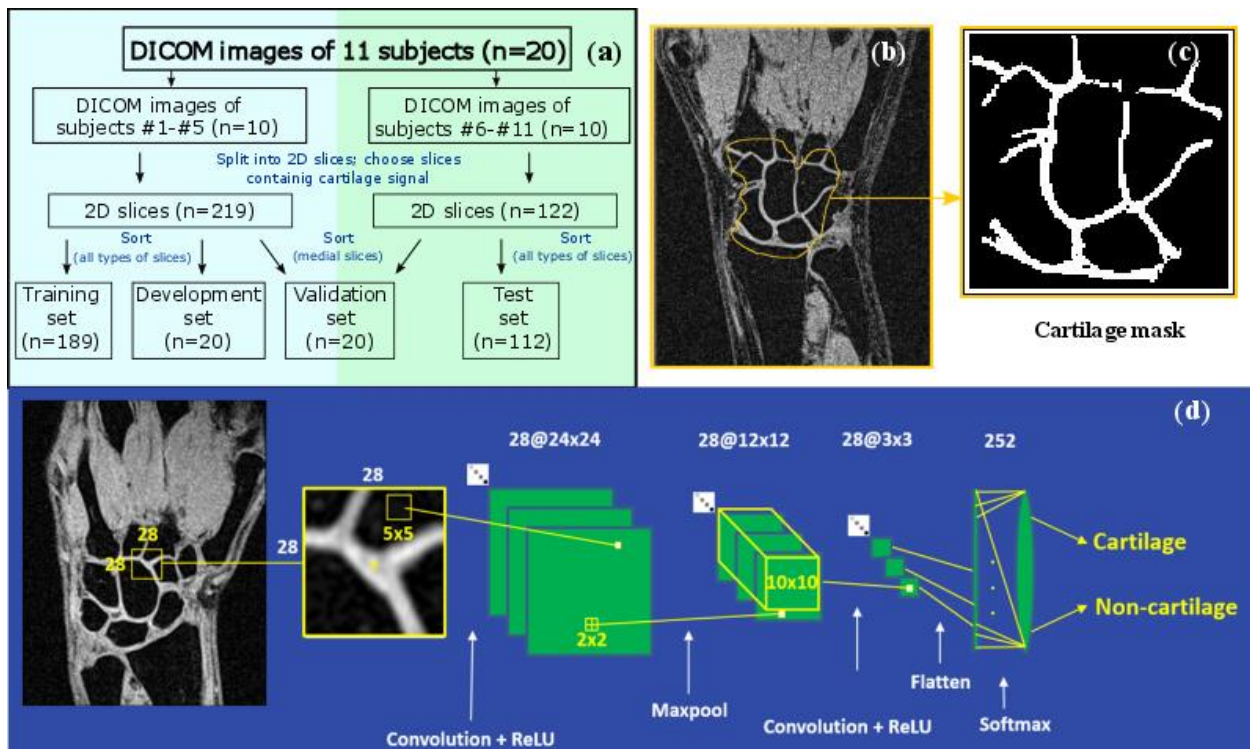 DICOM images of 11 subjects (n=20)
(a)
DICOM images of
subjects #1-#5 (n=10)
DICOM images of
subjects #6-#11 (n=10)
Split into 2D slices; choose slices
containig cartilage signal
2D slices (n=219)
2D slices (n=122)
Sort
(all types of slices)
Sort
(medial slices)
Sort
(all types of slices)
Training
set
(n=189)
Development
set
(n=20)
Validation
set
(n=20)
Test
set
(n=112)
(b)
(c)
Cartilage mask
(d)
28
28
28
28
5x5
28@24x24
2x2
28@12x12
10x10
28@3x3
252
Cartilage
Non-cartilage
Convolution + ReLU
Maxpool
Convolution + ReLU
Flatten
Softmax